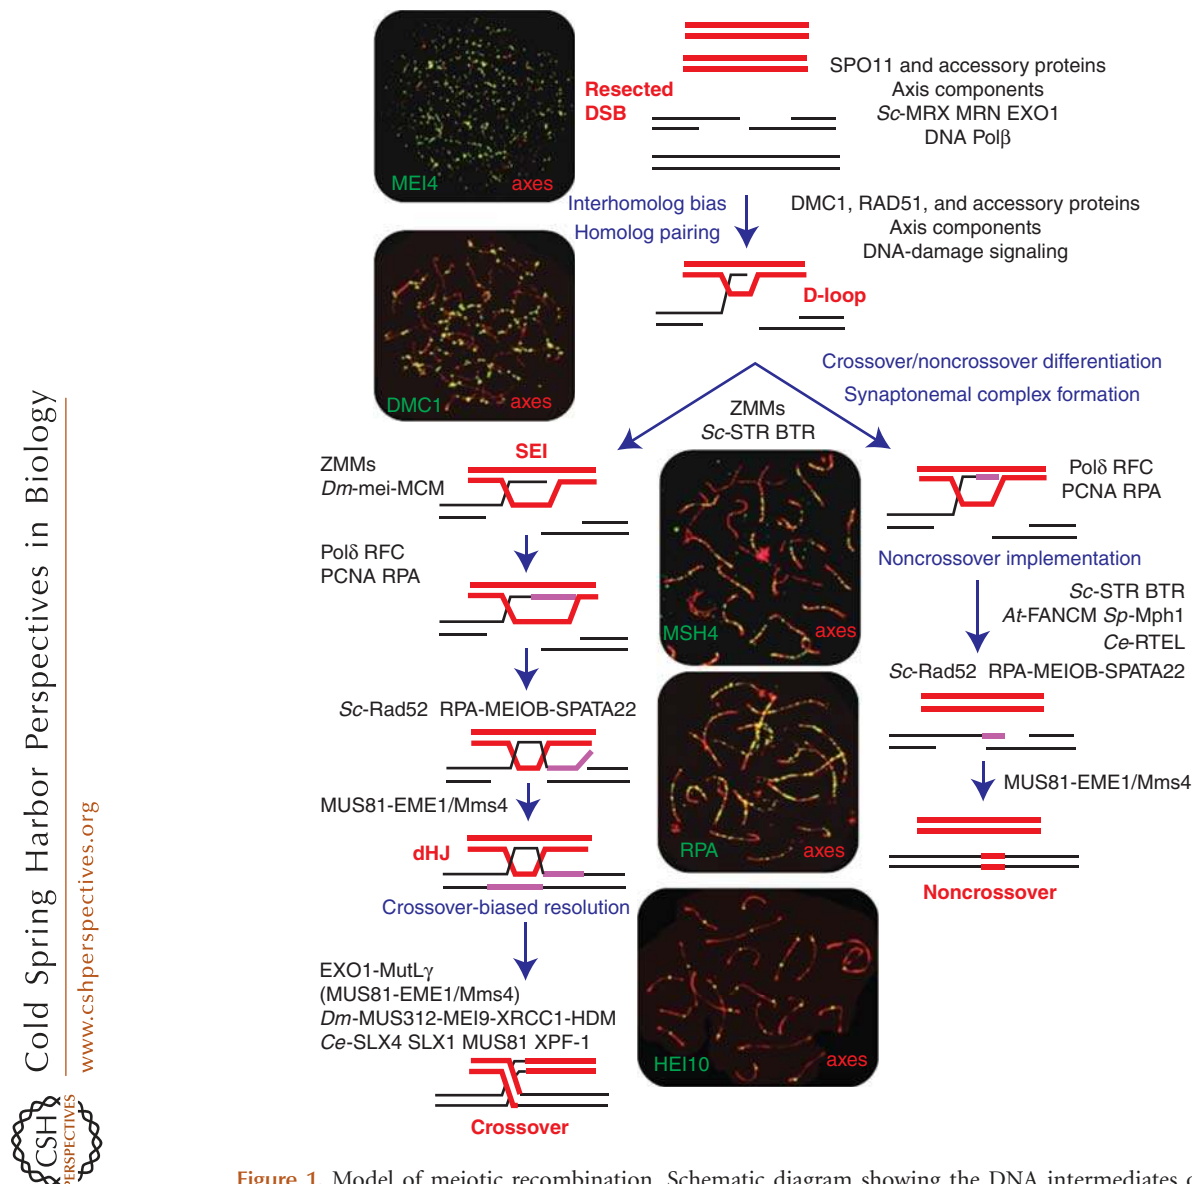 Resected
DSB
SPO11 and accessory proteins
Axis components
Sc-MRX MRN EXO1
DNA Polβ
MEI4 axes
Interhomolog bias
Homolog pairing
DMC1, RAD51, and accessory proteins
Axis components
DNA-damage signaling
D-loop
DMC1 axes
Crossover/noncrossover differentiation
Synaptonemal complex formation
ZMMs
Sc-STR BTR
SEI
ZMMs
Dm-mei-MCM
Polδ RFC
PCNA RPA
Polδ RFC
PCNA RPA
Noncrossover implementation
Sc-STR BTR
At-FANCM Sp-Mph1
Ce-RTEL
Sc-Rad52 RPA-MEIOB-SPATA22
MSH4 axes
Sc-Rad52 RPA-MEIOB-SPATA22
MUS81-EME1/Mms4
MUS81-EME1/Mms4
dHJ
RPA axes
Noncrossover
Crossover-biased resolution
EXO1-MutLγ
(MUS81-EME1/Mms4)
Dm-MUS312-MEI9-XRCC1-HDM
Ce-SLX4 SLX1 MUS81 XPF-1
HEI10 axes
Crossover
Cold Spring Harbor Perspectives in Biology
www.cshperspectives.org
CSH
PERSPECTIVES
Figure 1. Model of meiotic recombination. Schematic diagram showing the DNA intermediates